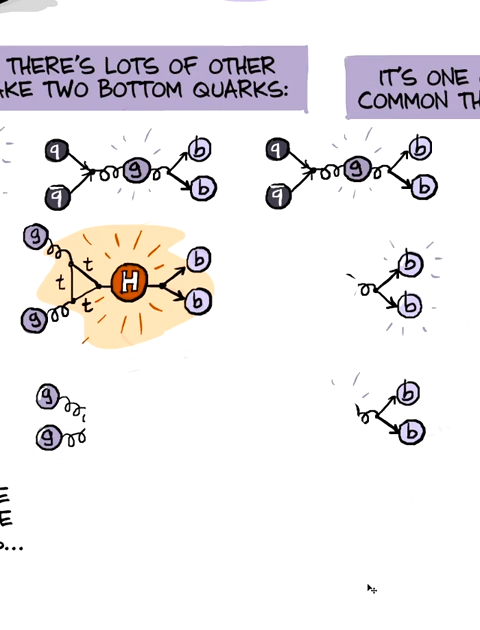 THERE'S LOTS OF OTHER
AKE TWO BOTTOM QUARKS:
IT'S ONE
COMMON TH
q g b
q̅ b
q g b
q̅ b
g t
t H b
g t b
b
b
g
g
b
b
E
E
...